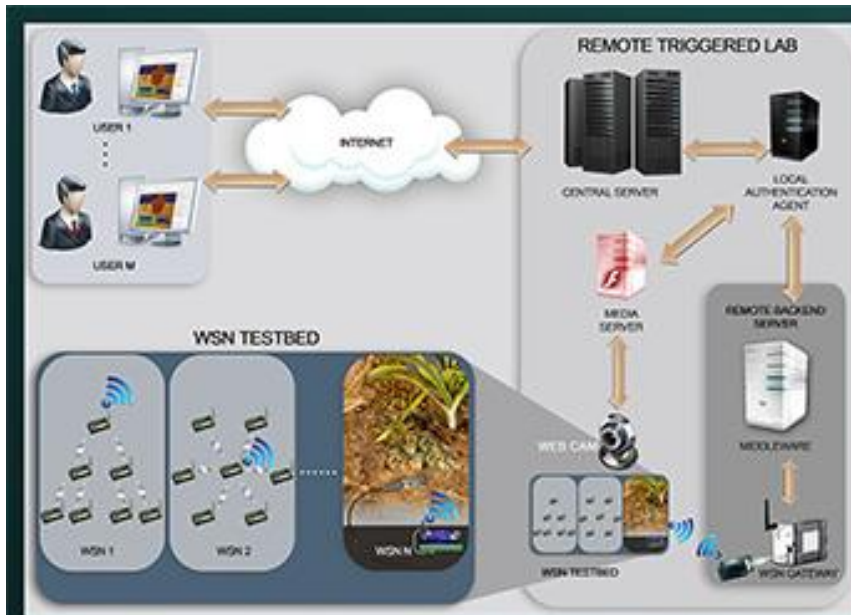 REMOTE TRIGGERED LAB
USER 1
INTERNET
CENTRAL SERVER
LOCAL
AUTHENTICATION
AGENT
USER M
MEDIA
SERVER
REMOTE BACKEND
SERVER
WSN TESTBED
WEB CAM
MIDDLEWARE
WSN 1
WSN 2
WSN N
WSN TESTBED
WSN GATEWAY